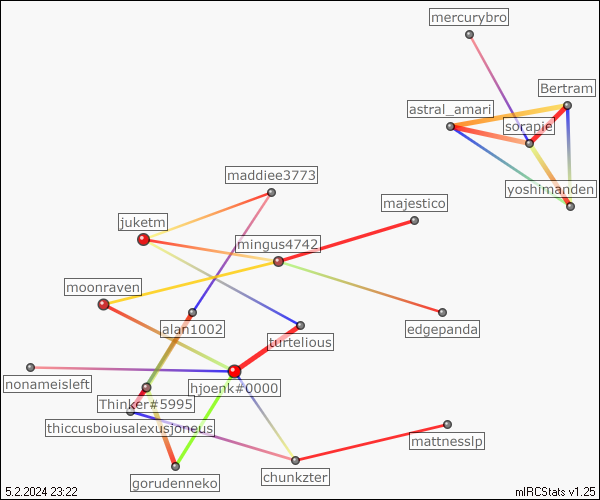 mercurybro
Bertram
astral_amari
sorapie
maddiee3773
yoshimanden
majestico
juketm
mingus4742
moonraven
alan1002
edgepanda
turtelious
nonameisleft
hjoenk#0000
Thinker#5995
thiccusboiusalexusjoneus
mattnesslp
gorudenneko
chunkzter
5.2.2024 23:22
mIRCStats v1.25